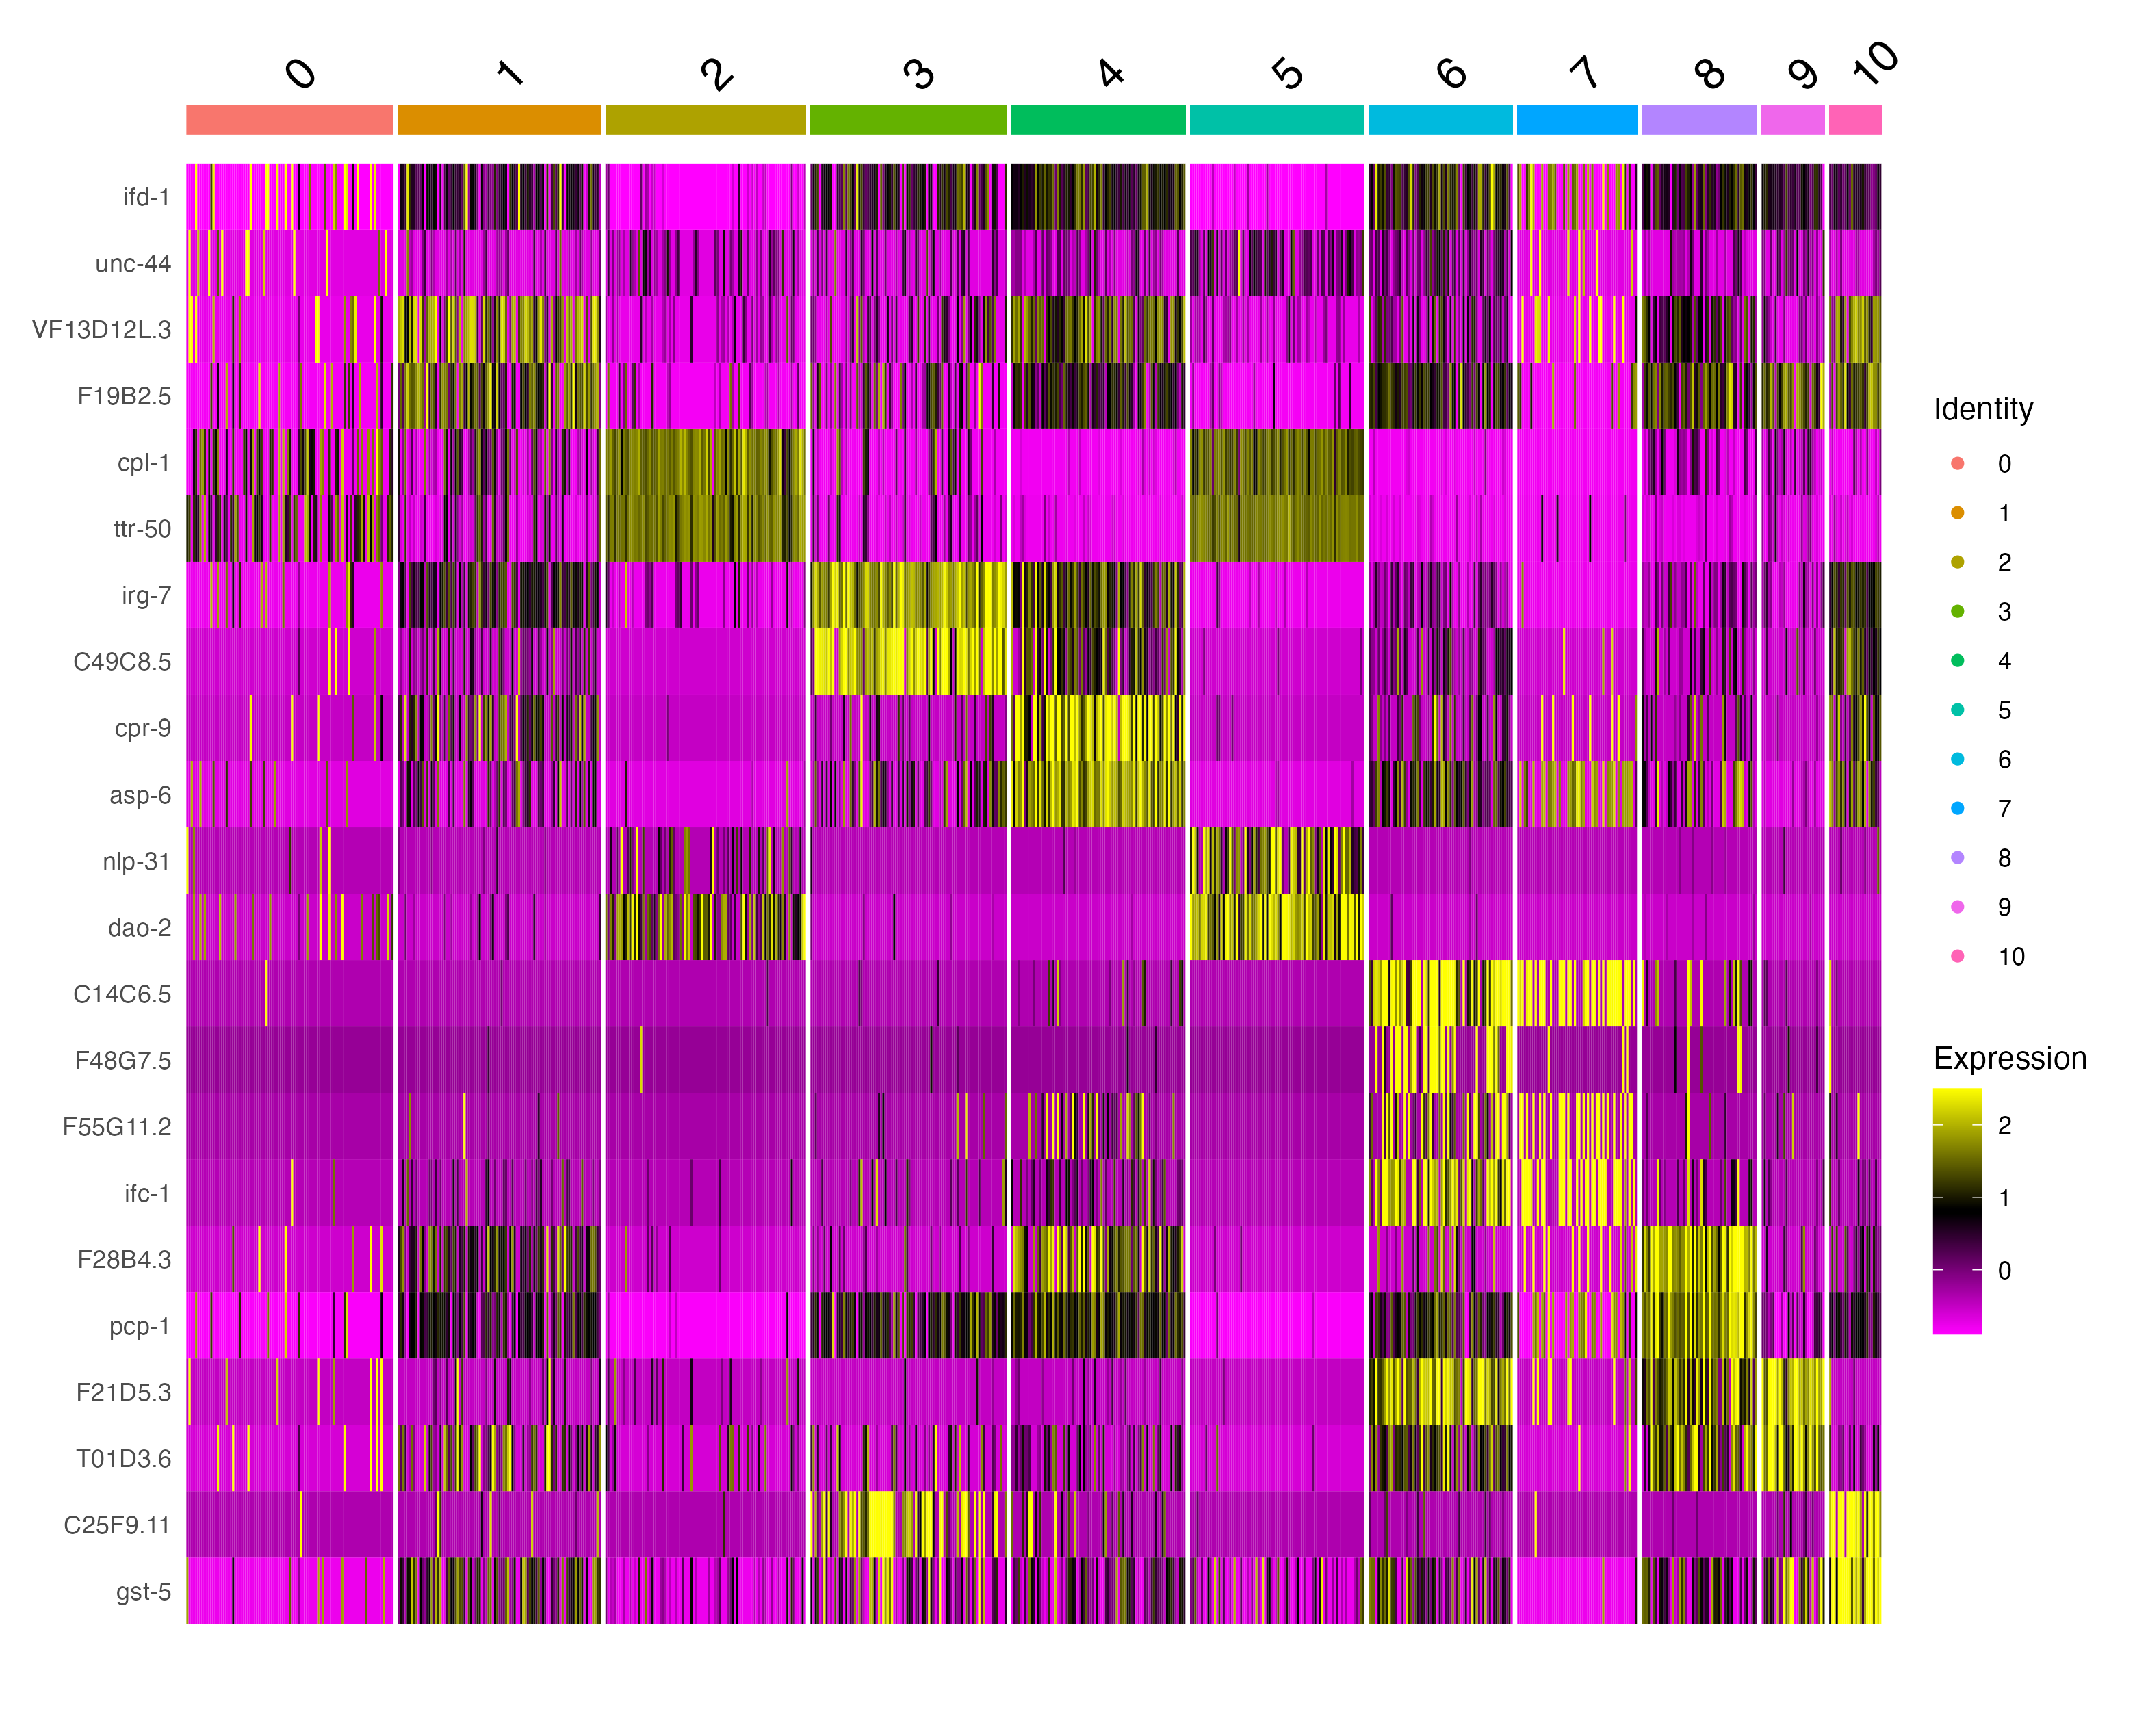 0 1 2 3 4 5 6 7 8 9 10
ifd-1
unc-44
VF13D12L.3
F19B2.5
cpl-1
ttr-50
irg-7
C49C8.5
cpr-9
asp-6
nlp-31
dao-2
C14C6.5
F48G7.5
F55G11.2
ifc-1
F28B4.3
pcp-1
F21D5.3
T01D3.6
C25F9.11
gst-5
Identity
0
1
2
3
4
5
6
7
8
9
10
Expression
2
1
0